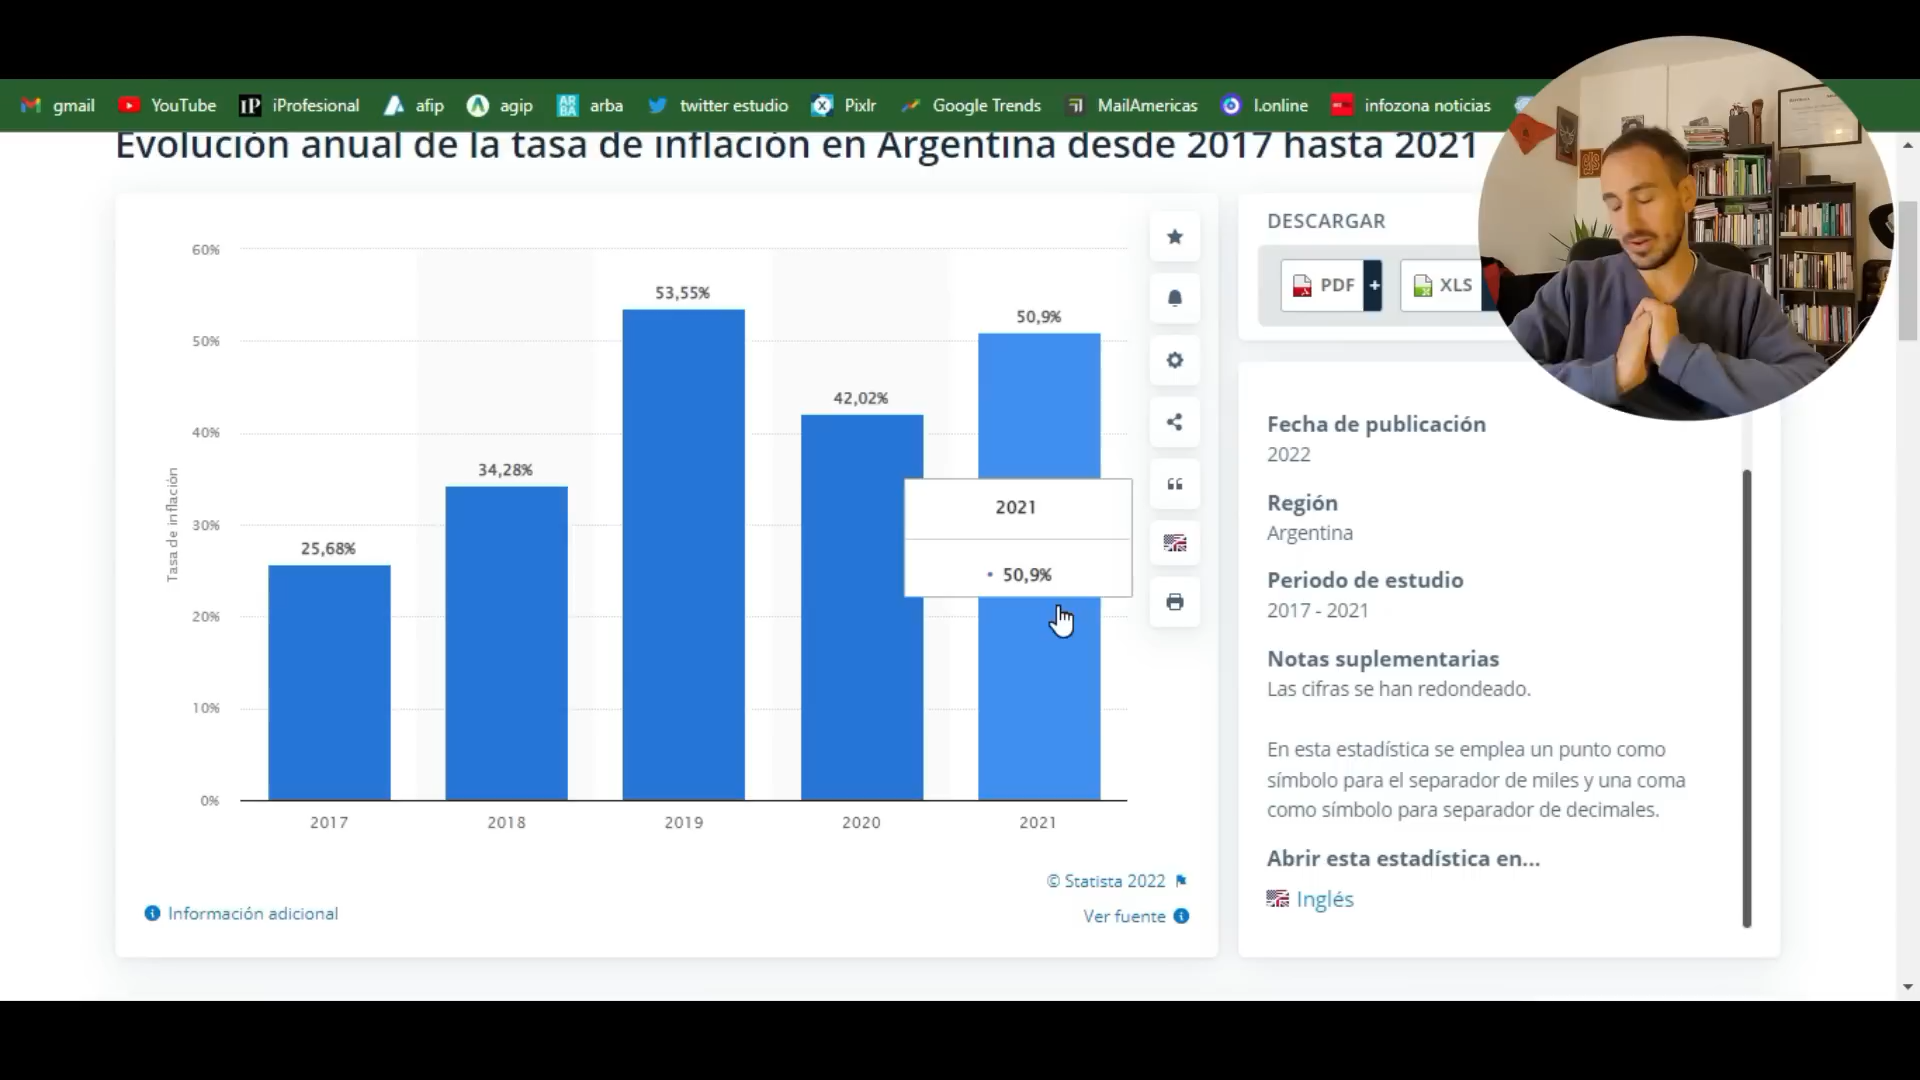 gmail YouTube iProfesional afip agip arba twitter estudio Pixlr Google Trends MailAmericas l.online infozona noticias
Evolución anual de la tasa de inflación en Argentina desde 2017 hasta 2021
60%
50%
40%
30%
20%
10%
0%
Tasa de inflación
25,68%
34,28%
53,55%
42,02%
50,9%
2021
• 50,9%
2017 2018 2019 2020 2021
© Statista 2022
Información adicional
Ver fuente
DESCARGAR
PDF + XLS
Fecha de publicación
2022
Región
Argentina
Periodo de estudio
2017 - 2021
Notas suplementarias
Las cifras se han redondeado.
En esta estadística se emplea un punto como
símbolo para el separador de miles y una coma
como símbolo para separador de decimales.
Abrir esta estadística en...
Inglés